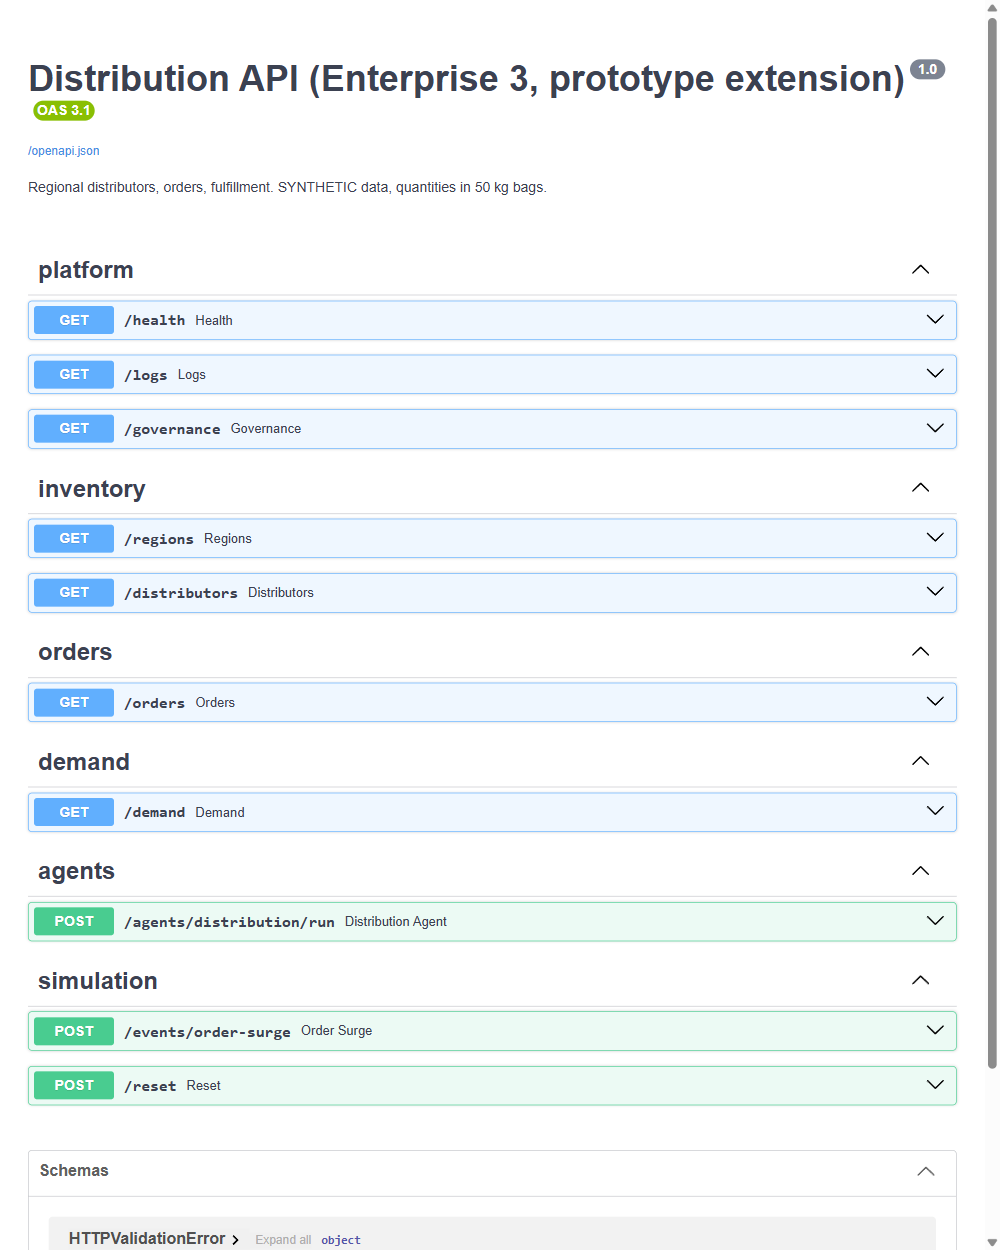 Distribution API (Enterprise 3, prototype extension) 1.0
OAS 3.1
/openapi.json
Regional distributors, orders, fulfillment. SYNTHETIC data, quantities in 50 kg bags.
platform
GET /health Health
GET /logs Logs
GET /governance Governance
inventory
GET /regions Regions
GET /distributors Distributors
orders
GET /orders Orders
demand
GET /demand Demand
agents
POST /agents/distribution/run Distribution Agent
simulation
POST /events/order-surge Order Surge
POST /reset Reset
Schemas
HTTPValidationError Expand all object